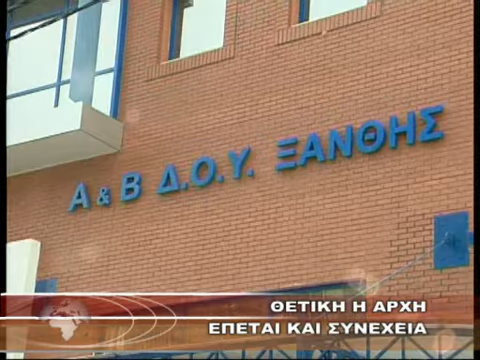 Α & Β Δ.Ο.Υ. ΞΑΝΘΗΣ
ΘΕΤΙΚΗ Η ΑΡΧΗ
ΕΠΕΤΑΙ ΚΑΙ ΣΥΝΕΧΕΙΑ